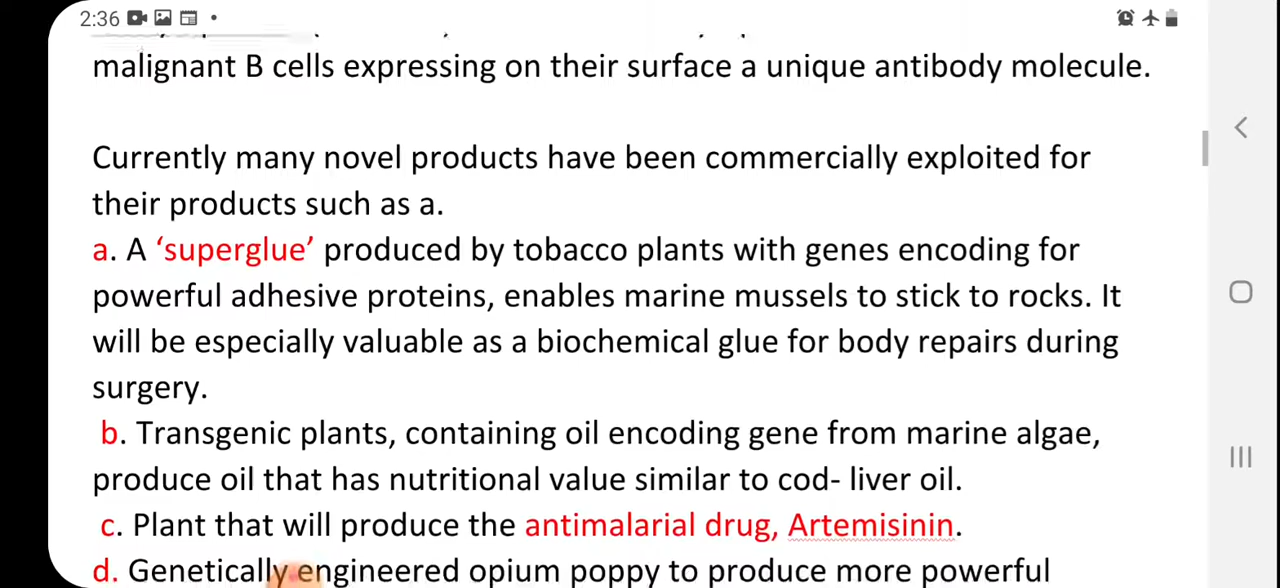 2:36
malignant B cells expressing on their surface a unique antibody molecule.
Currently many novel products have been commercially exploited for
their products such as a.
a. A ‘superglue’ produced by tobacco plants with genes encoding for
powerful adhesive proteins, enables marine mussels to stick to rocks. It
will be especially valuable as a biochemical glue for body repairs during
surgery.
b. Transgenic plants, containing oil encoding gene from marine algae,
produce oil that has nutritional value similar to cod- liver oil.
c. Plant that will produce the antimalarial drug, Artemisinin.
d. Genetically engineered opium poppy to produce more powerful